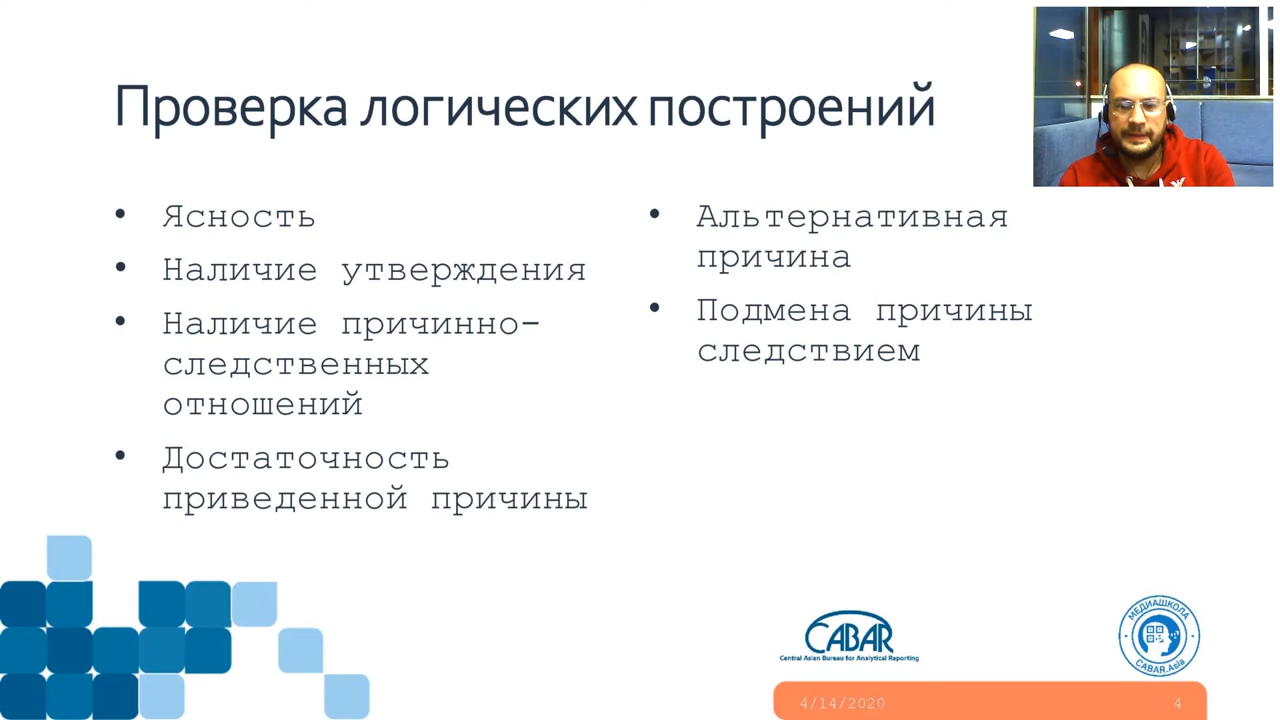 Проверка логических построений
• Ясность
• Наличие утверждения
• Наличие причинно-
следственных
отношений
• Достаточность
приведенной причины
• Альтернативная
причина
• Подмена причины
следствием
CABAR
Central Asian Bureau for Analytical Reporting
МЕДИАШКОЛА
CABAR.Asia
4/14/2020
4